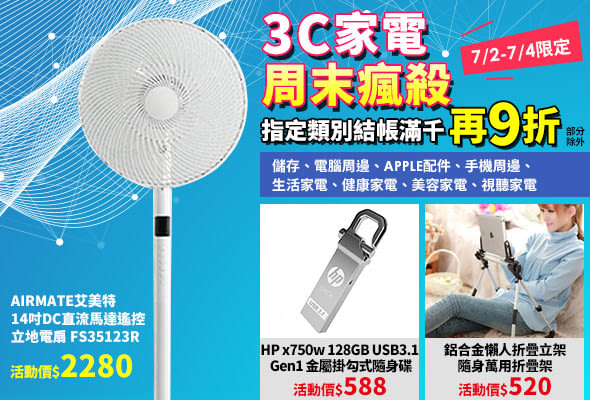 3C家電
周末瘋殺
7/2-7/4限定
指定類別結帳滿千 再9折 部分除外
儲存、電腦周邊、APPLE配件、手機周邊、
生活家電、健康家電、美容家電、視聽家電
AIRMATE艾美特
14吋DC直流馬達遙控
立地電扇 FS35123R
活動價$2280
hp
USB 3.1
HP x750w 128GB USB3.1
Gen1 金屬掛勾式隨身碟
活動價$588
鋁合金懶人折疊立架
隨身萬用折疊架
活動價$520